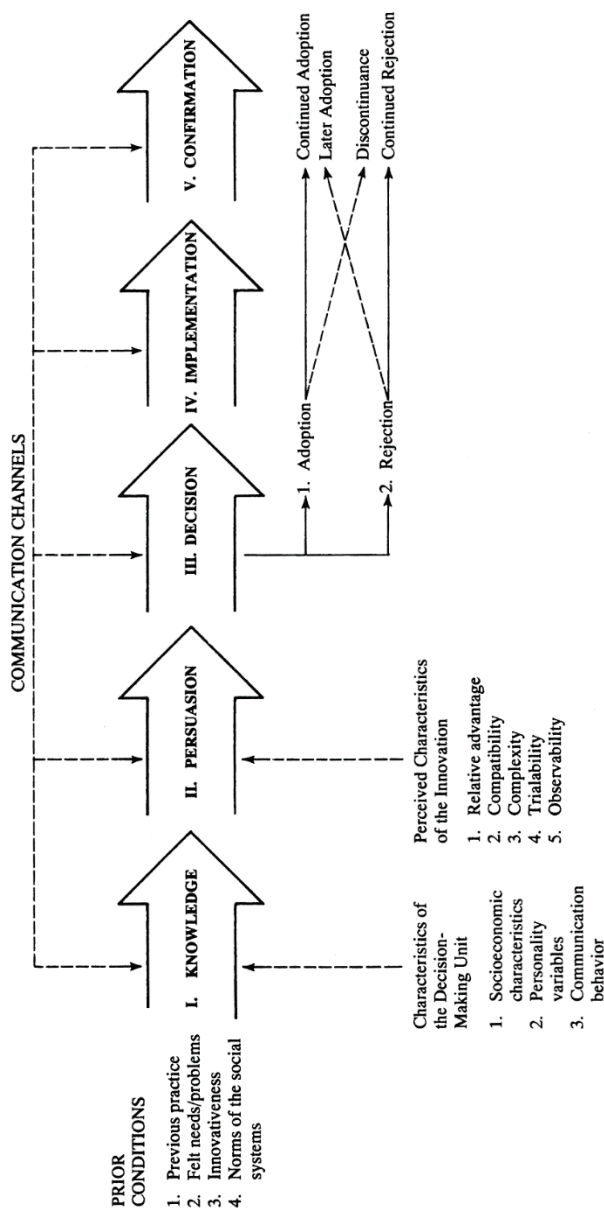 COMMUNICATION CHANNELS
PRIOR
CONDITIONS
1. Previous practice
2. Felt needs/problems
3. Innovativeness
4. Norms of the social
systems
I. KNOWLEDGE
II. PERSUASION
III. DECISION
IV. IMPLEMENTATION
V. CONFIRMATION
Characteristics of
the Decision-
Making Unit
1. Socioeconomic
characteristics
2. Personality
variables
3. Communication
behavior
Perceived Characteristics
of the Innovation
1. Relative advantage
2. Compatibility
3. Complexity
4. Trialability
5. Observability
1. Adoption
2. Rejection
Continued Adoption
Later Adoption
Discontinuance
Continued Rejection